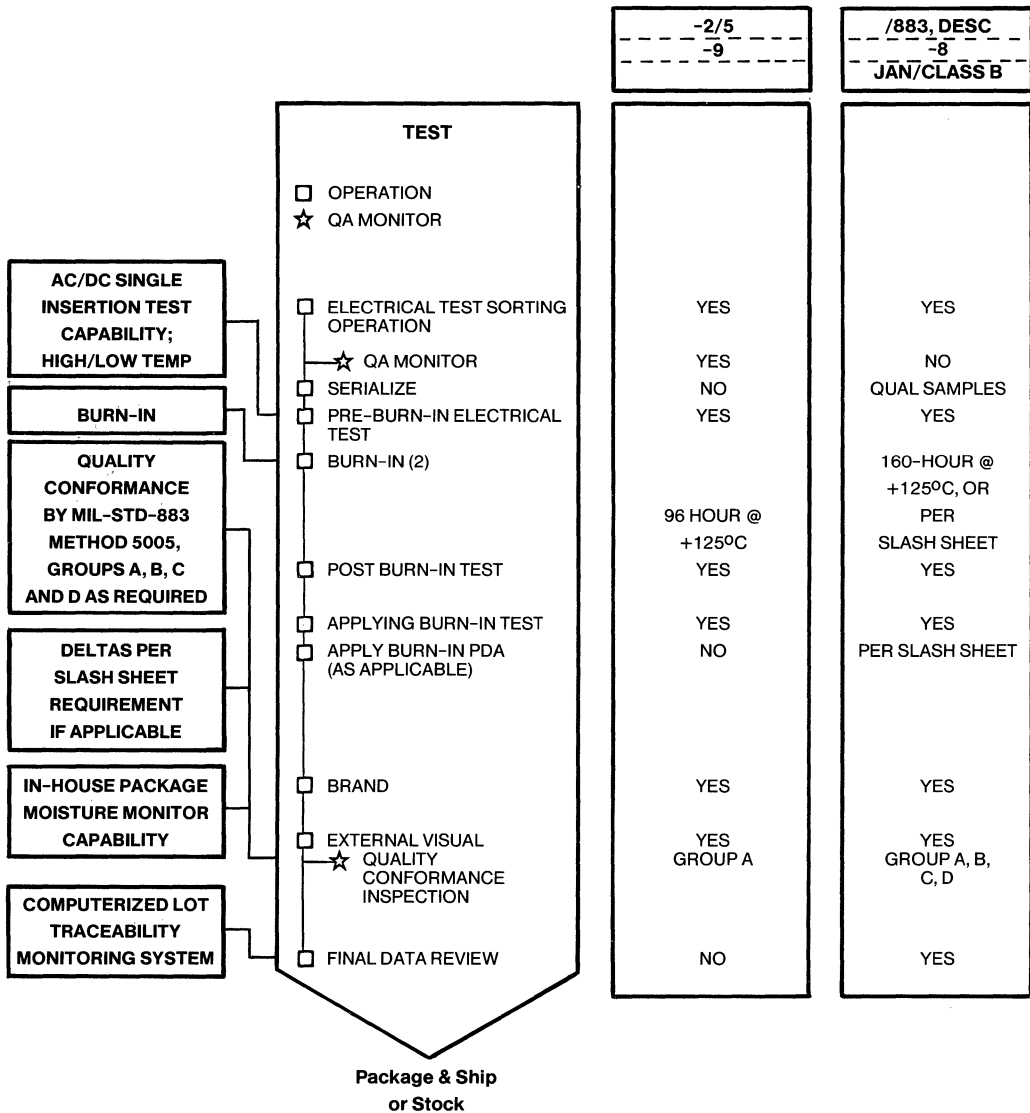 -2/5
-9
/883, DESC
-8
JAN/CLASS B
TEST
OPERATION
QA MONITOR
AC/DC SINGLE
INSERTION TEST
CAPABILITY;
HIGH/LOW TEMP
BURN-IN
QUALITY
CONFORMANCE
BY MIL-STD-883
METHOD 5005,
GROUPS A, B, C
AND D AS REQUIRED
DELTAS PER
SLASH SHEET
REQUIREMENT
IF APPLICABLE
IN-HOUSE PACKAGE
MOISTURE MONITOR
CAPABILITY
COMPUTERIZED LOT
TRACEABILITY
MONITORING SYSTEM
ELECTRICAL TEST SORTING YES YES
OPERATION
QA MONITOR YES NO
SERIALIZE NO QUAL SAMPLES
PRE-BURN-IN ELECTRICAL YES YES
TEST
BURN-IN (2) 160-HOUR @
+125ºC, OR
96 HOUR @ PER
+125ºC SLASH SHEET
POST BURN-IN TEST YES YES
APPLYING BURN-IN TEST YES YES
APPLY BURN-IN PDA NO PER SLASH SHEET
(AS APPLICABLE)
BRAND YES YES
EXTERNAL VISUAL YES YES
QUALITY GROUP A GROUP A, B,
CONFORMANCE C, D
INSPECTION
FINAL DATA REVIEW NO YES
Package & Ship
or Stock